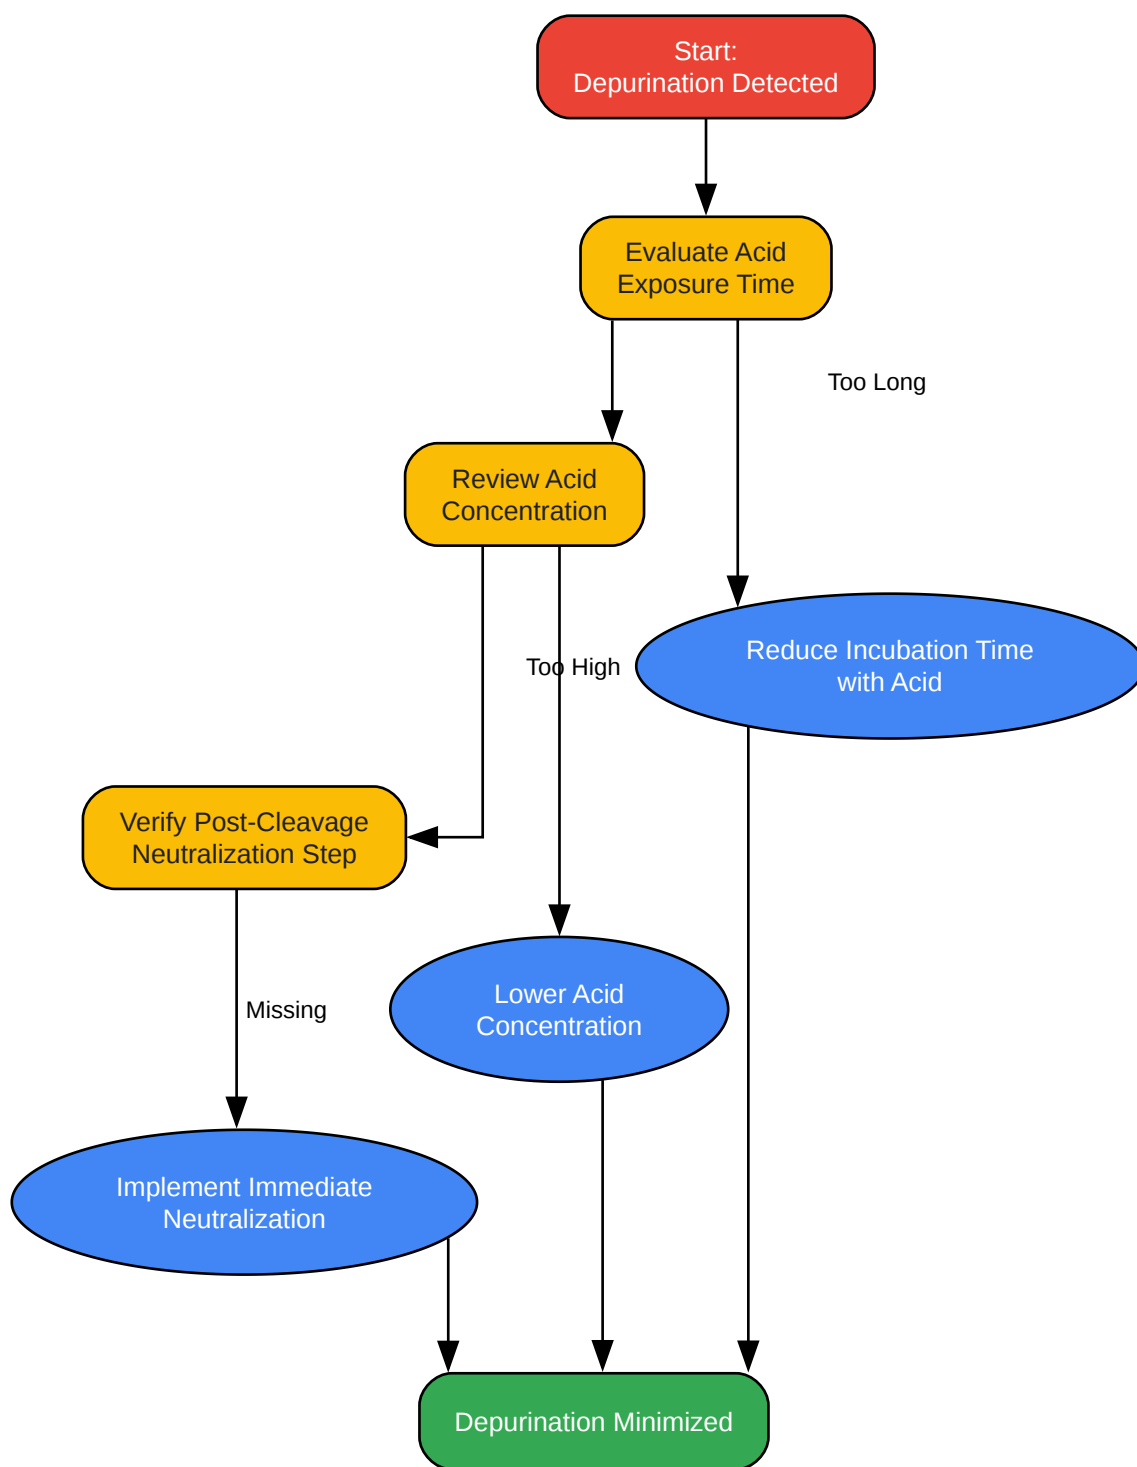 Start:
Depurination Detected
Evaluate Acid
Exposure Time
Too Long
Review Acid
Concentration
Too High
Reduce Incubation Time
with Acid
Verify Post-Cleavage
Neutralization Step
Lower Acid
Concentration
Missing
Implement Immediate
Neutralization
Depurination Minimized